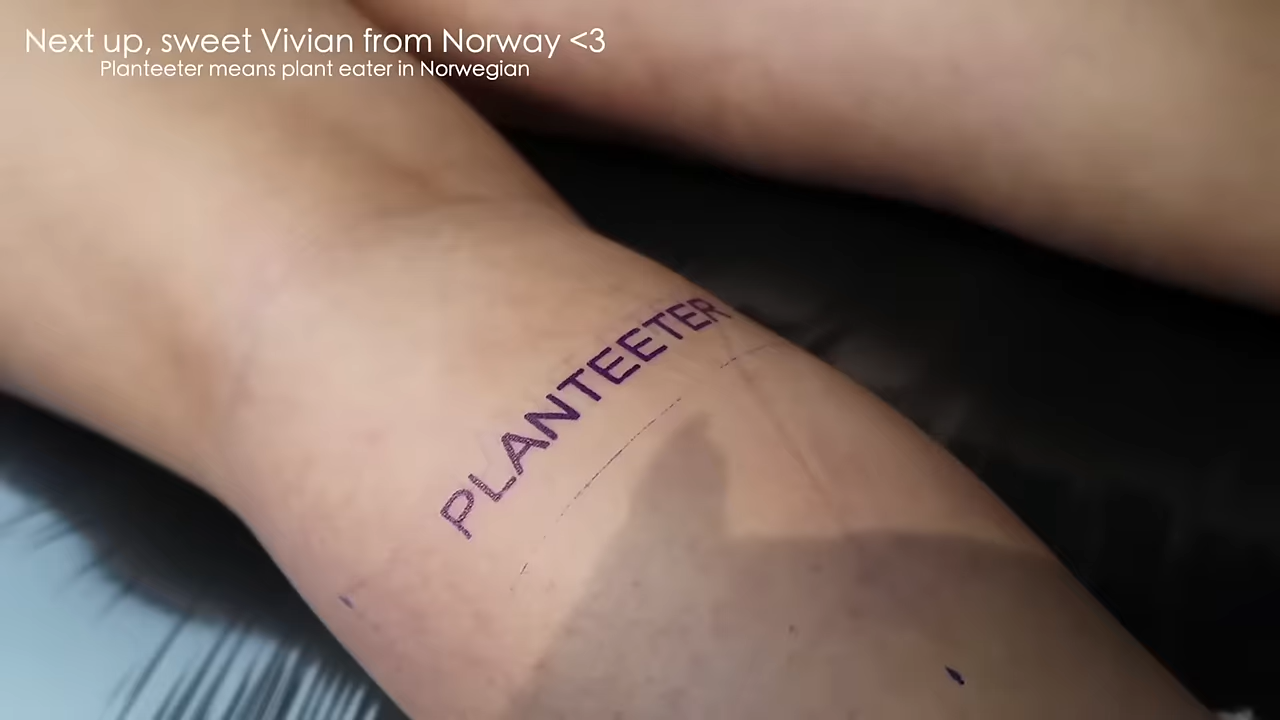 Next up, sweet Vivian from Norway <3
Planteeter means plant eater in Norwegian
PLANTEETER